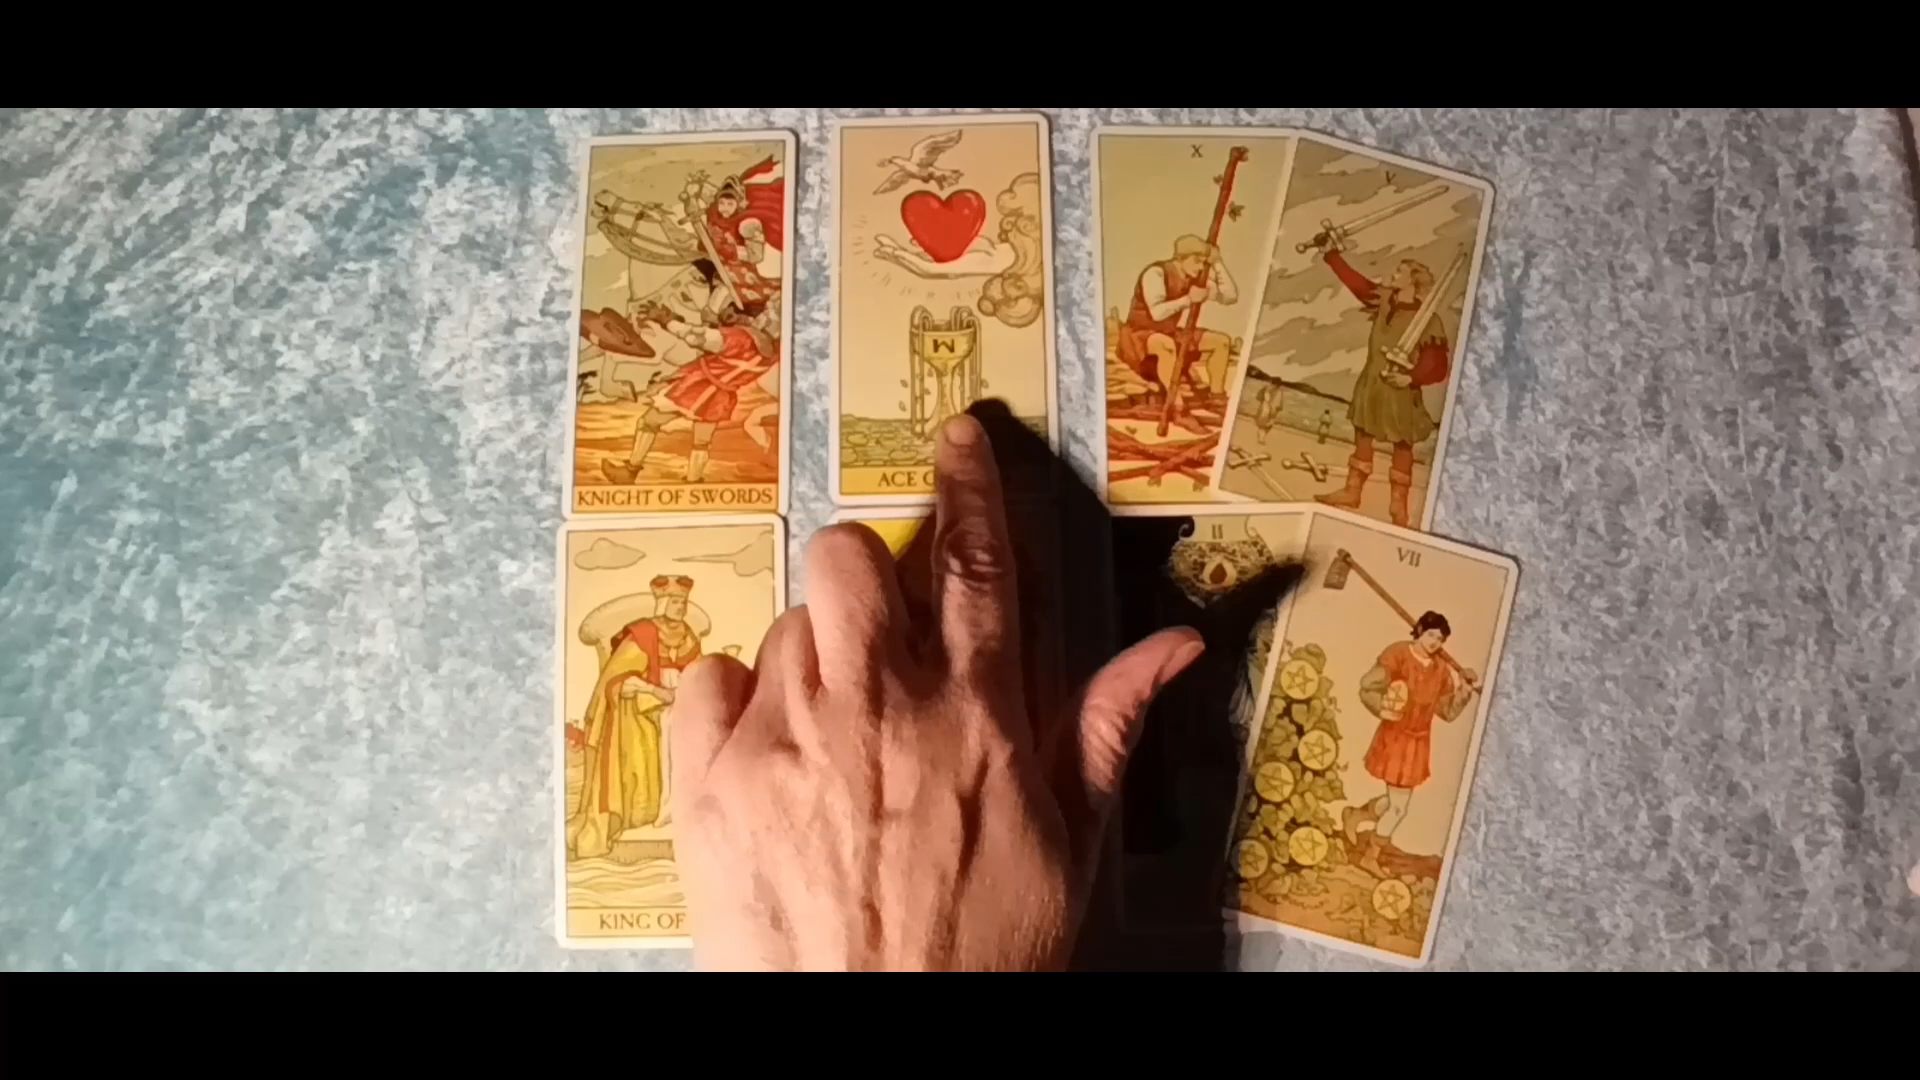 X
V
M
KNIGHT OF SWORDS
ACE
II
VII
KING OF